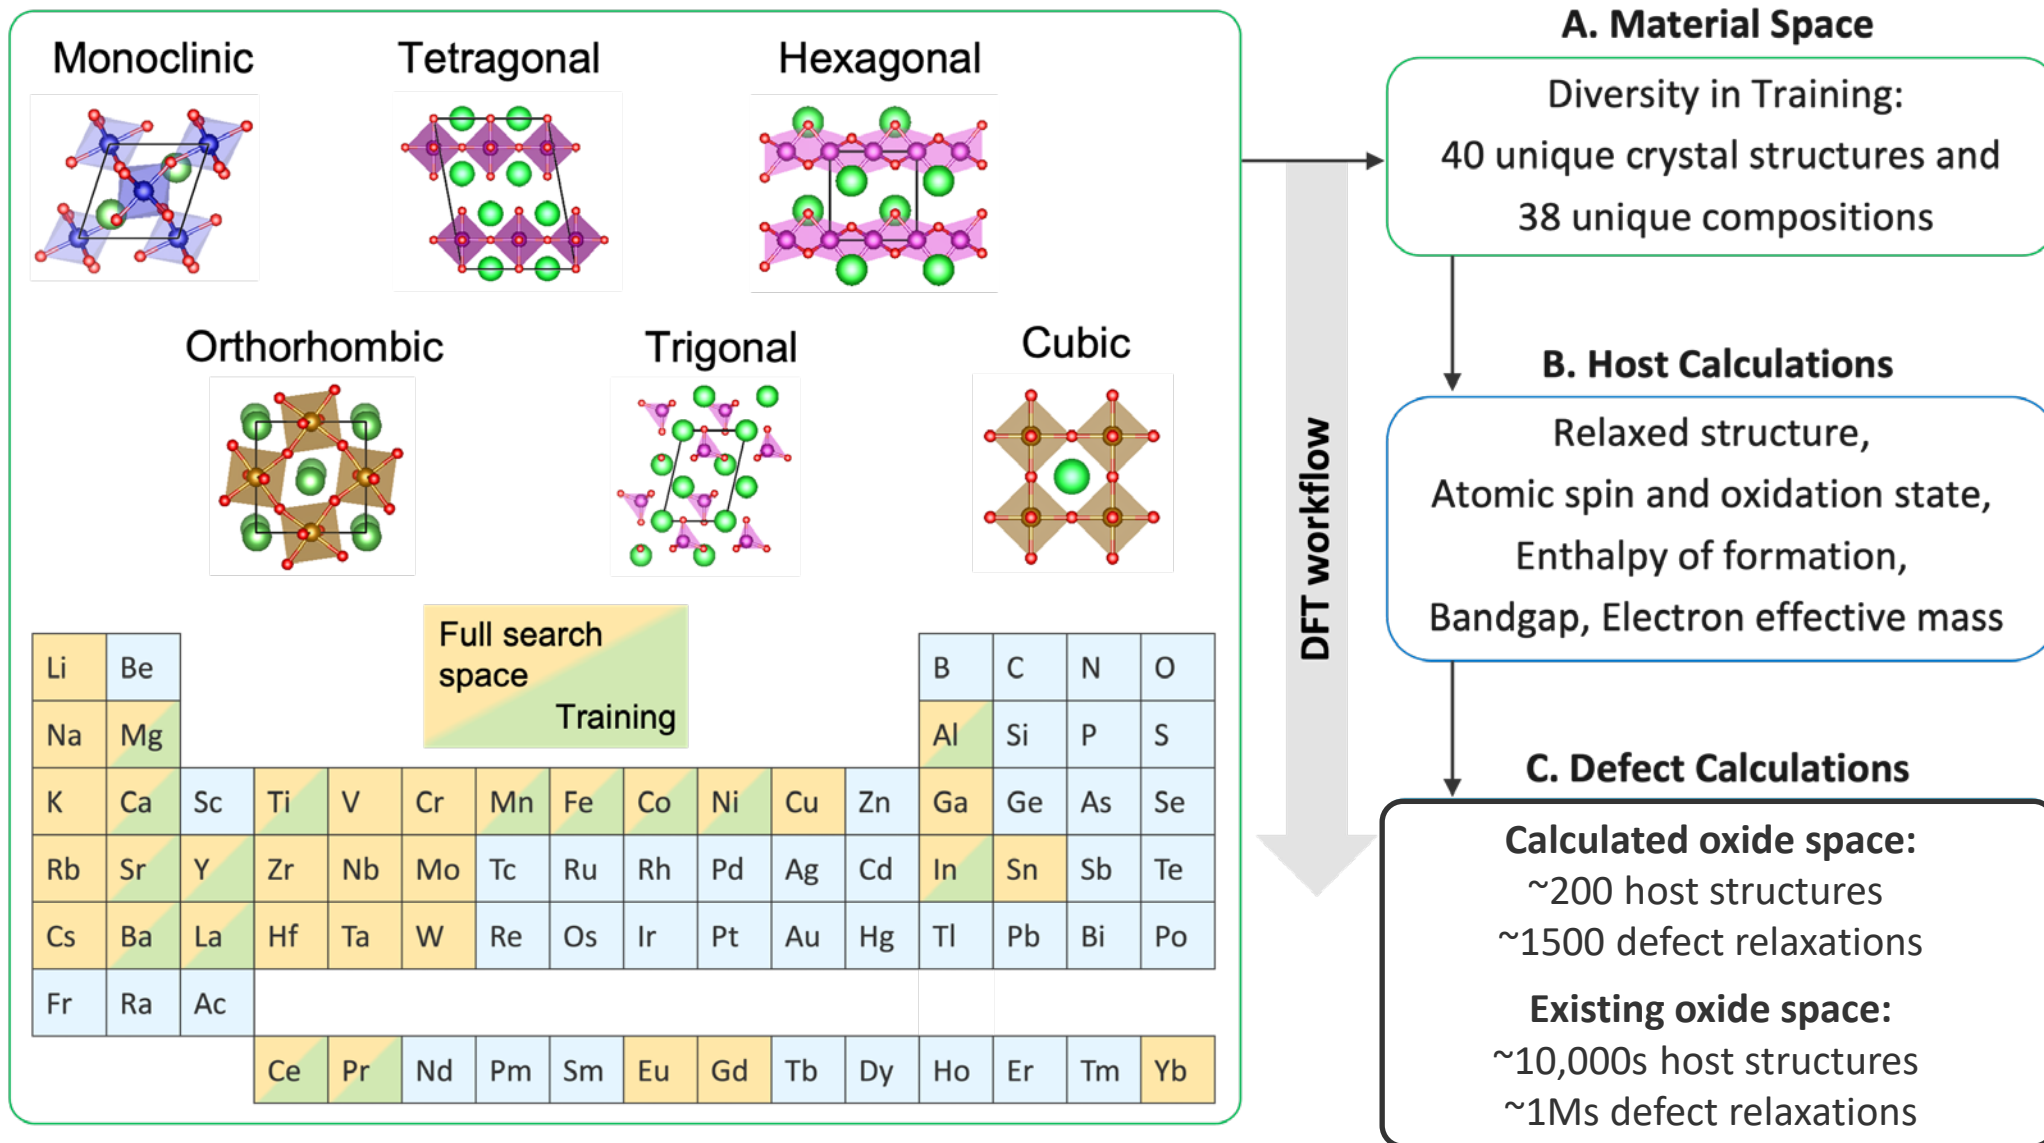 Monoclinic
Tetragonal
Hexagonal
Orthorhombic
Trigonal
Cubic
Full search
space
Training
Li Be B C N O
Na Mg Al Si P S
K Ca Sc Ti V Cr Mn Fe Co Ni Cu Zn Ga Ge As Se
Rb Sr Y Zr Nb Mo Tc Ru Rh Pd Ag Cd In Sn Sb Te
Cs Ba La Hf Ta W Re Os Ir Pt Au Hg Tl Pb Bi Po
Fr Ra Ac
Ce Pr Nd Pm Sm Eu Gd Tb Dy Ho Er Tm Yb
DFT workflow
A. Material Space
Diversity in Training:
40 unique crystal structures and
38 unique compositions
B. Host Calculations
Relaxed structure,
Atomic spin and oxidation state,
Enthalpy of formation,
Bandgap, Electron effective mass
C. Defect Calculations
Calculated oxide space:
~200 host structures
~1500 defect relaxations
Existing oxide space:
~10,000s host structures
~1Ms defect relaxations